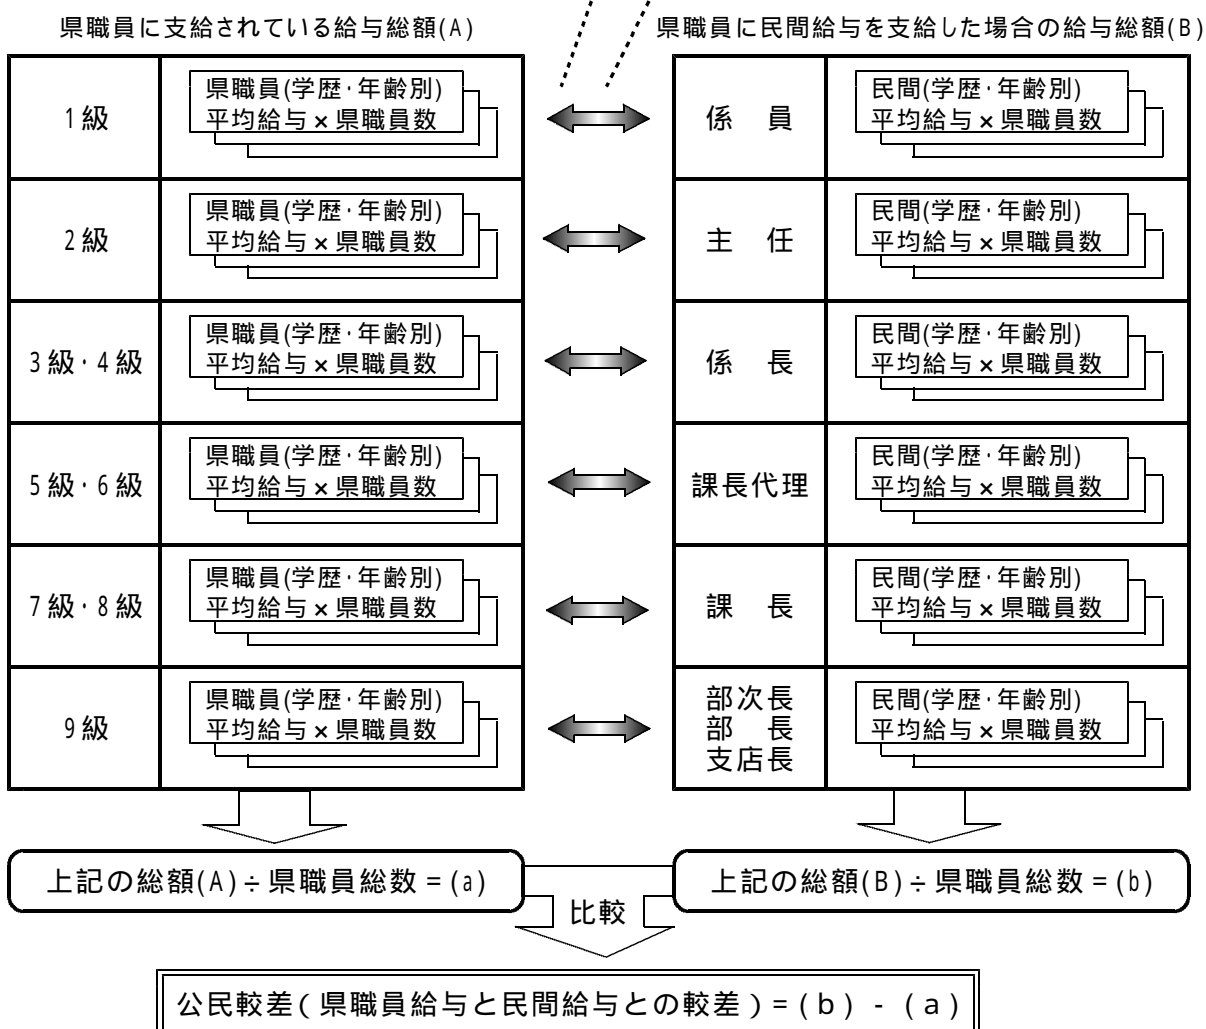 県職員に支給されている給与総額(A)
県職員に民間給与を支給した場合の給与総額(B)
1級
県職員(学歴・年齢別)
平均給与×県職員数
係　員
民間(学歴・年齢別)
平均給与×県職員数
2級
県職員(学歴・年齢別)
平均給与×県職員数
主　任
民間(学歴・年齢別)
平均給与×県職員数
3級・4級
県職員(学歴・年齢別)
平均給与×県職員数
係　長
民間(学歴・年齢別)
平均給与×県職員数
5級・6級
県職員(学歴・年齢別)
平均給与×県職員数
課長代理
民間(学歴・年齢別)
平均給与×県職員数
7級・8級
県職員(学歴・年齢別)
平均給与×県職員数
課　長
民間(学歴・年齢別)
平均給与×県職員数
9級
県職員(学歴・年齢別)
平均給与×県職員数
部次長
部　長
支店長
民間(学歴・年齢別)
平均給与×県職員数
上記の総額(A)÷県職員総数=(a)
上記の総額(B)÷県職員総数=(b)
比較
公民較差(県職員給与と民間給与との較差)=(b)-(a)